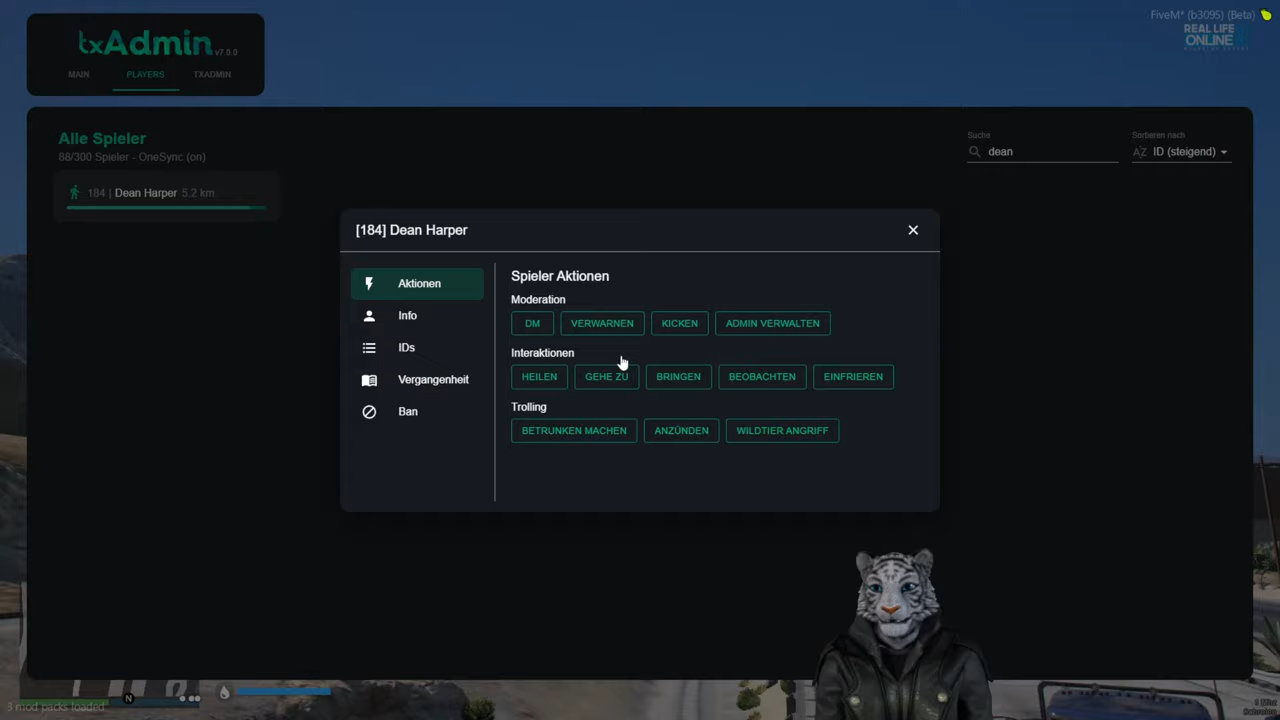 FiveM* (b3095) (Beta)
REAL LIFE
ONLINE
txAdmin v7.0.0
MAIN
PLAYERS
TXADMIN
Alle Spieler
88/300 Spieler - OneSync (on)
Suche
dean
Sortieren nach
AZ ID (steigend)
184 | Dean Harper 5.2 km
[184] Dean Harper
Aktionen
Info
IDs
Vergangenheit
Ban
Spieler Aktionen
Moderation
DM
VERWARNEN
KICKEN
ADMIN VERWALTEN
Interaktionen
HEILEN
GEHE ZU
BRINGEN
BEOBACHTEN
EINFRIEREN
Trolling
BETRUNKEN MACHEN
ANZÜNDEN
WILDTIER ANGRIFF
N
3 mod packs loaded